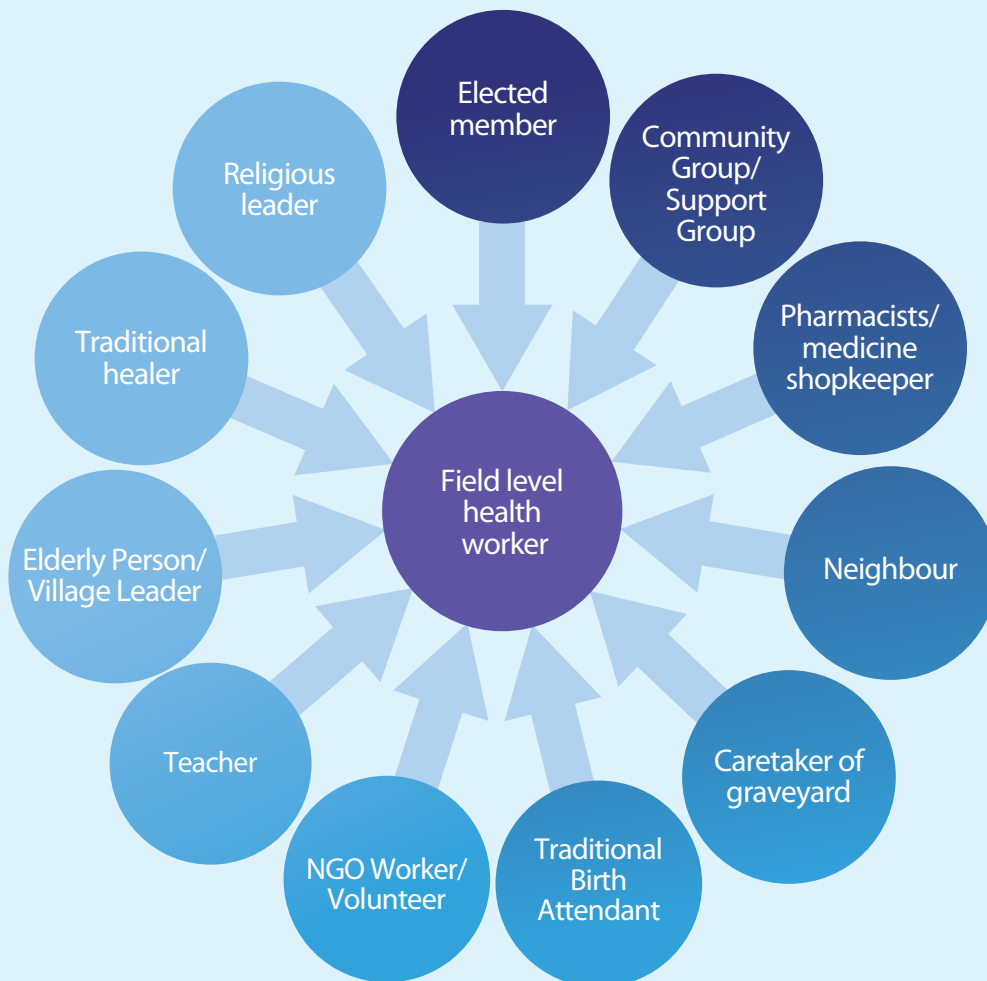 Elected
member
Community
Group/
Support
Group
Pharmacists/
medicine
shopkeeper
Neighbour
Caretaker of
graveyard
Traditional
Birth
Attendant
NGO Worker/
Volunteer
Teacher
Elderly Person/
Village Leader
Traditional
healer
Religious
leader
Field level
health
worker